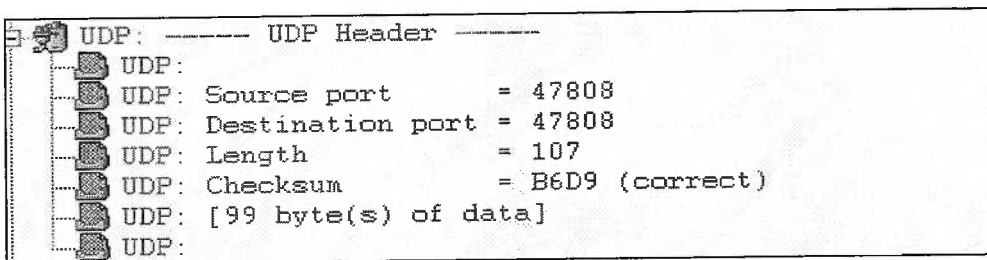 UDP: ----- UDP Header -----
UDP:
UDP: Source port = 47808
UDP: Destination port = 47808
UDP: Length = 107
UDP: Checksum = B6D9 (correct)
UDP: [99 byte(s) of data]
UDP: